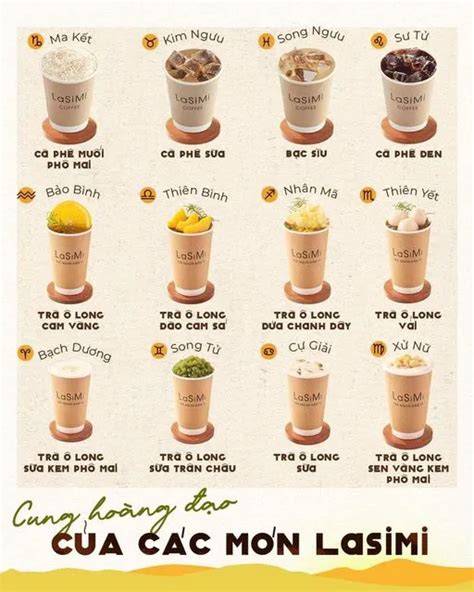 Ma Kết
Kim Ngưu
Song Ngưu
Sư Tử
LaSiMi
COFFEE
LaSiMi
COFFEE
LaSiMi
COFFEE
LaSiMi
COFFEE
CÀ PHÊ MUỐI
PHÔ MAI
CÀ PHÊ SỮA
BẠC SỈU
CÀ PHÊ ĐEN
Bảo Bình
Thiên Bình
Nhân Mã
Thiên Yết
LaSiMi
LaSiMi
LaSiMi
LaSiMi
TRÀ Ô LONG
CAM VÀNG
TRÀ Ô LONG
ĐÀO CAM SẢ
TRÀ Ô LONG
DỨA CHANH DÂY
TRÀ Ô LONG
VẢI
Bạch Dương
Song Tử
Cự Giải
Xử Nữ
LaSiMi
LaSiMi
LaSiMi
LaSiMi
TRÀ Ô LONG
SỮA KEM PHÔ MAI
TRÀ Ô LONG
SỮA TRÂN CHÂU
TRÀ Ô LONG
SỮA
TRÀ Ô LONG
SEN VÀNG KEM
PHÔ MAI
Cung hoàng đạo
CỦA CÁC MÓN LaSiMi